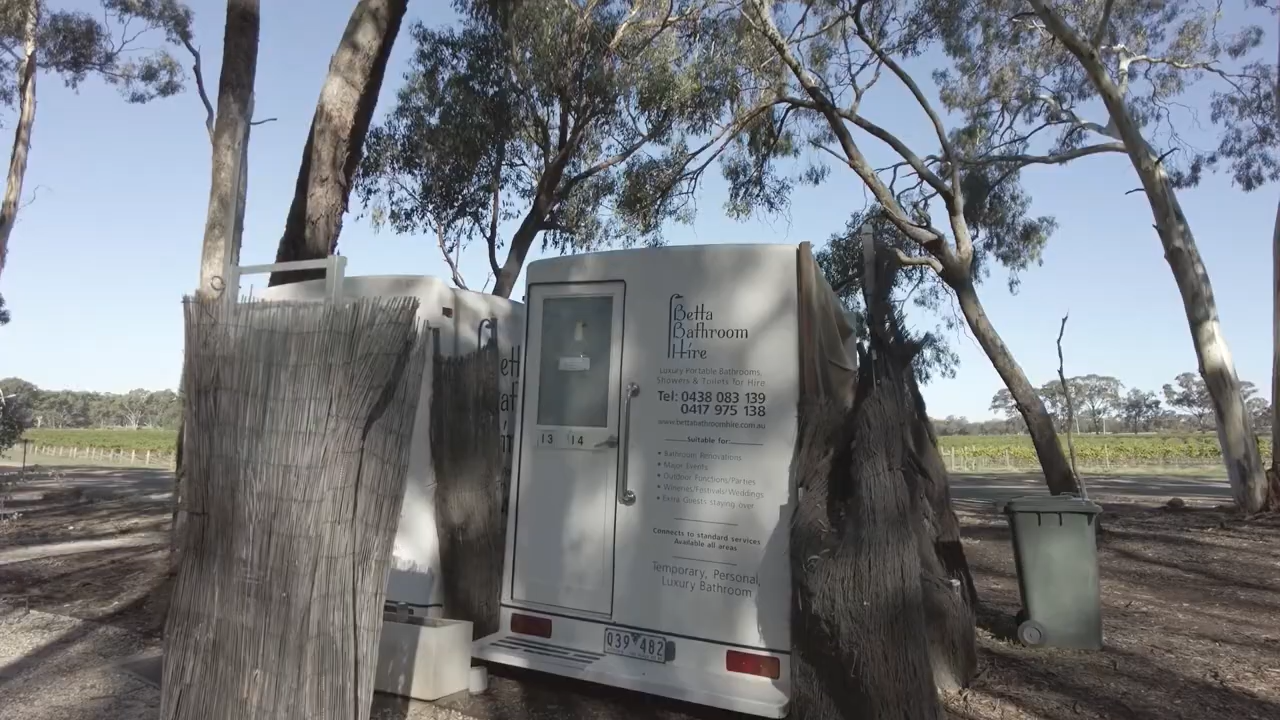 Betta
Bathroom
Hire
Luxury Portable Bathrooms,
Showers & Toilets for Hire
Tel: 0438 083 139
0417 975 138
www.bettabathroomhire.com.au
Suitable for:
• Bathroom Renovations
• Major Events
• Outdoor Functions/Parties
• Wineries/Festivals/Weddings
• Extra Guests Staying over
Connects to standard services
Available all areas
Temporary, Personal,
Luxury Bathroom
13 14
Q39 482